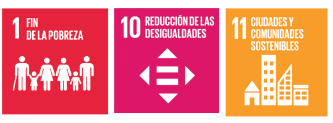 1 FIN
DE LA POBREZA
10 REDUCCIÓN DE LAS
DESIGUALDADES
11 CIUDADES Y
COMUNIDADES
SOSTENIBLES